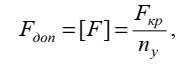 F_доп = [F] = F_кр / n_у ,